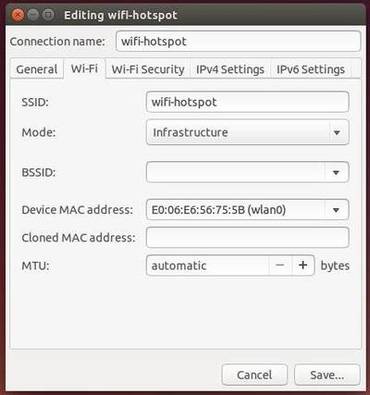 Editing wifi-hotspot
Connection name: wifi-hotspot
General Wi-Fi Wi-Fi Security IPv4 Settings IPv6 Settings
SSID: wifi-hotspot
Mode: Infrastructure
BSSID:
Device MAC address: E0:06:E6:56:75:5B (wlan0)
Cloned MAC address:
MTU: automatic − + bytes
Cancel Save...